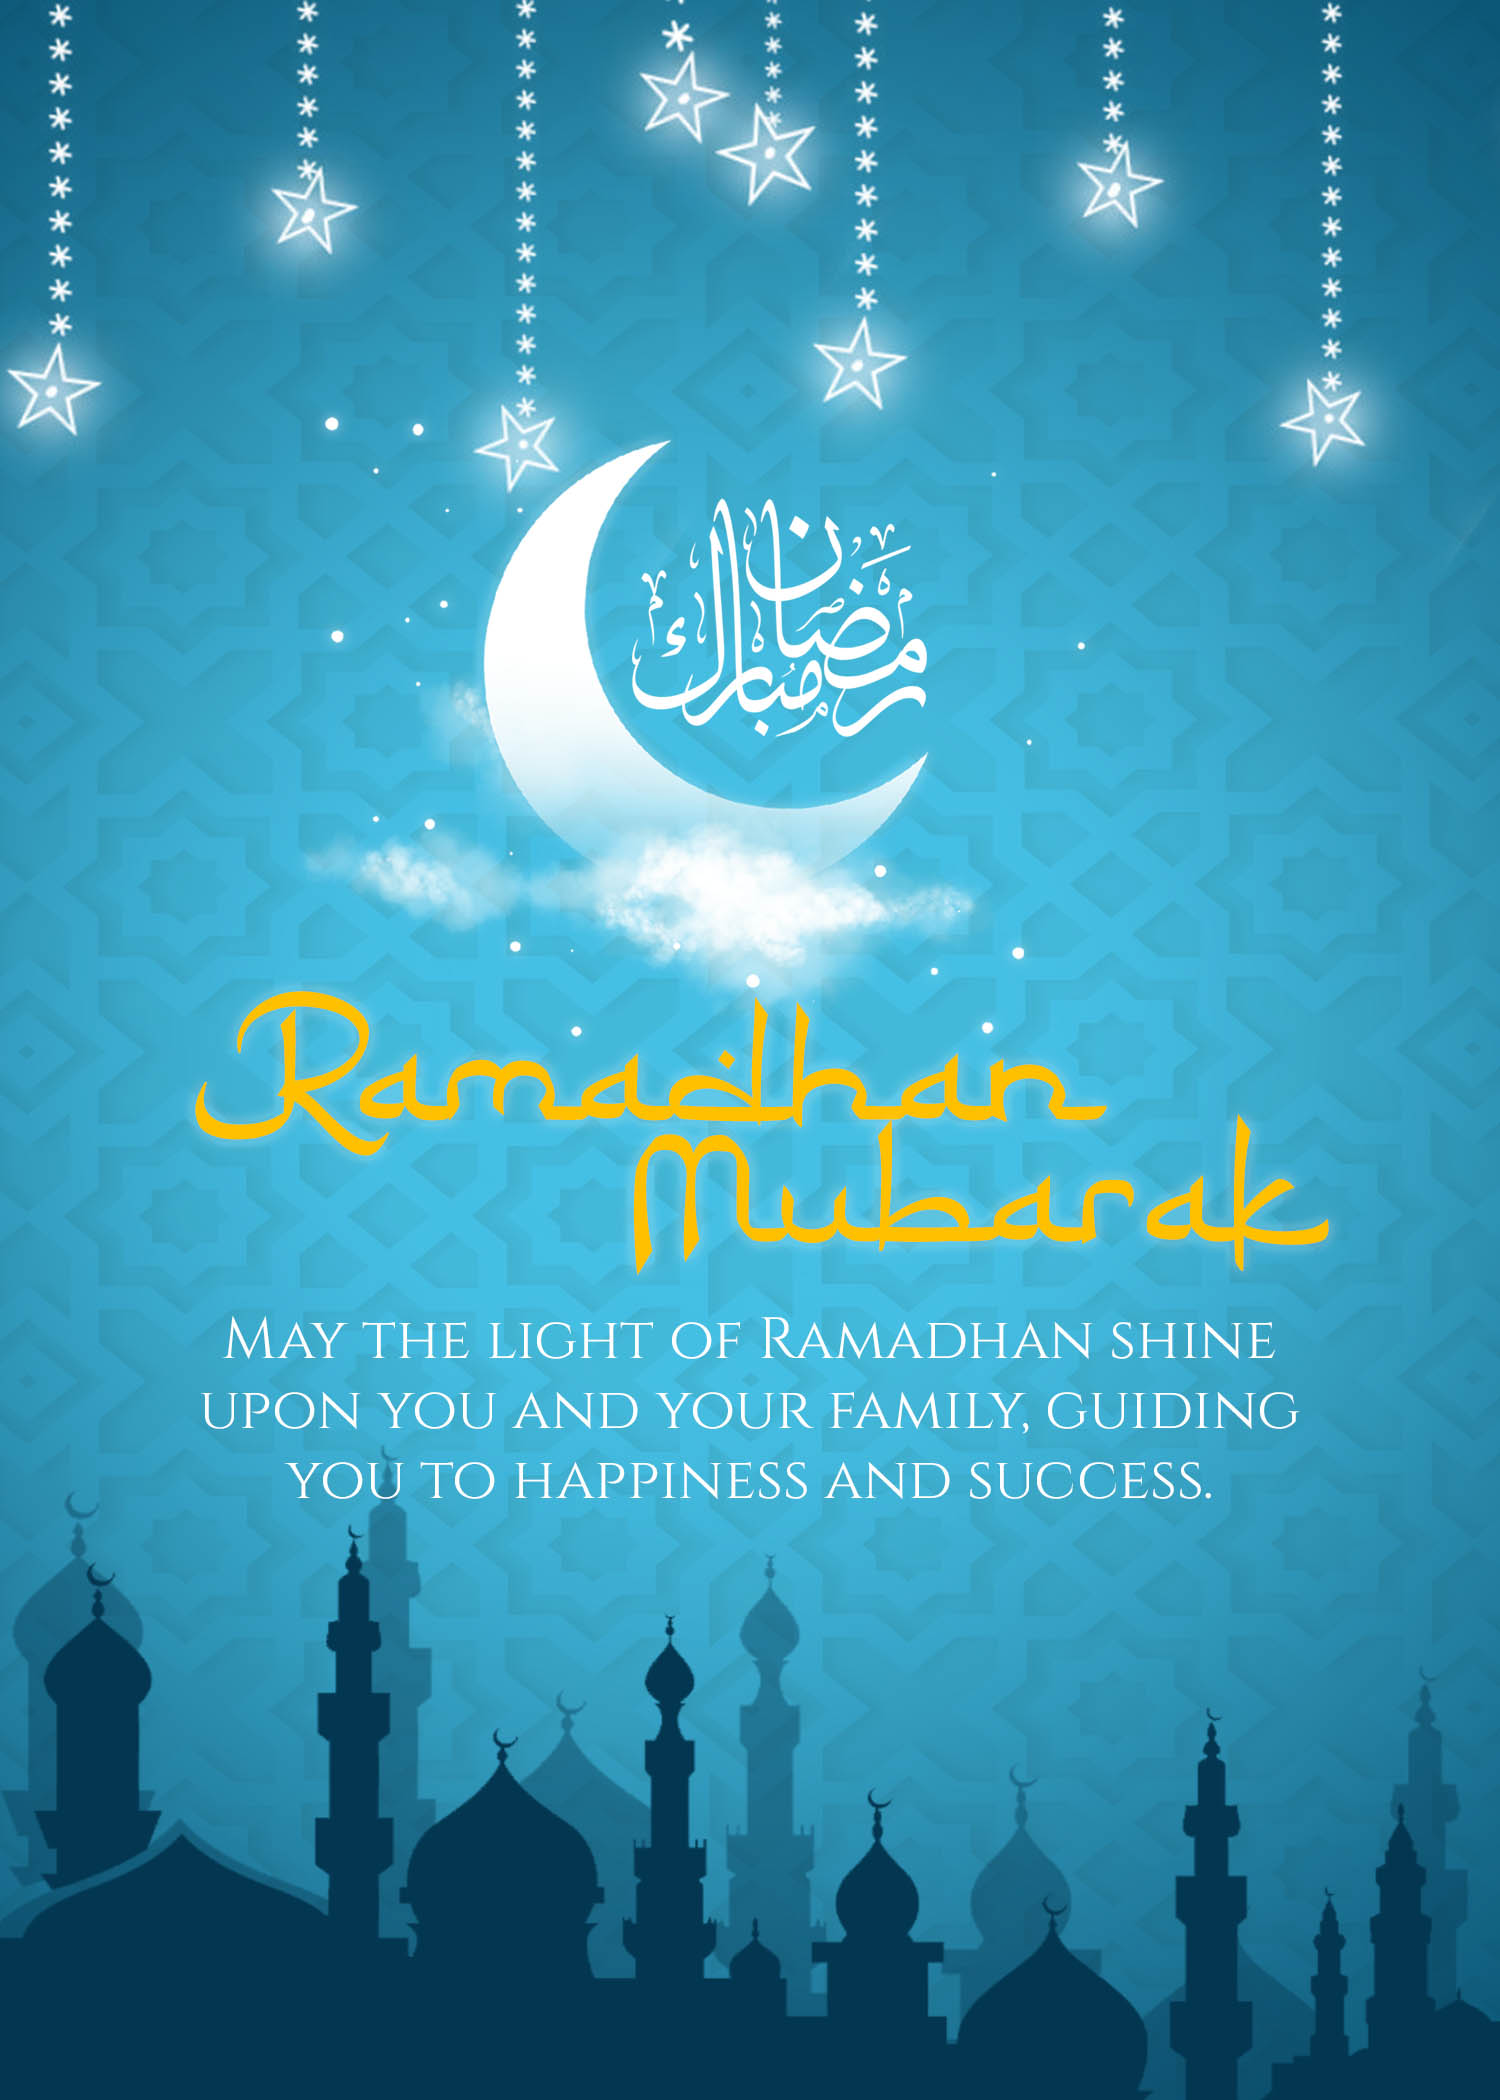 رمضان مبارك
Ramadhan
Mubarak
May the light of Ramadhan shine
upon you and your family, guiding
you to happiness and success.